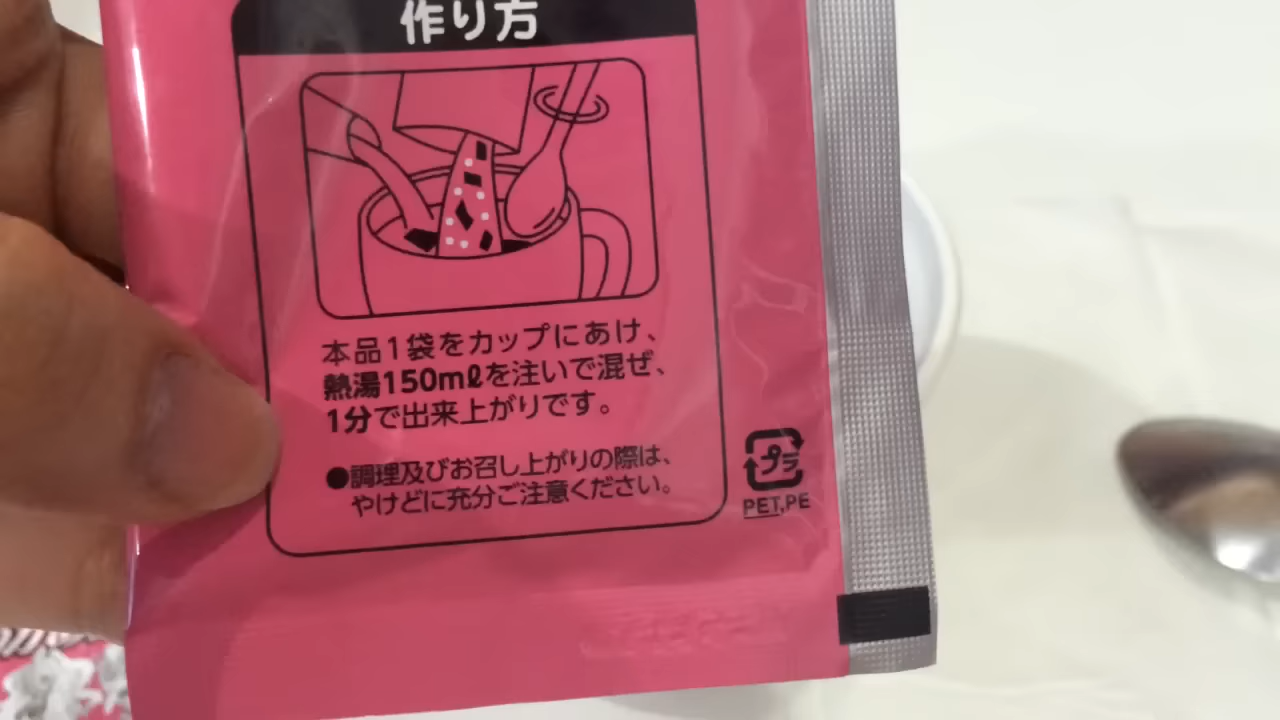 作り方
本品1袋をカップにあけ、
熱湯150mlを注いで混ぜ、
1分で出来上がりです。
●調理及びお召し上がりの際は、
やけどに充分ご注意ください。
プラ
PET,PE